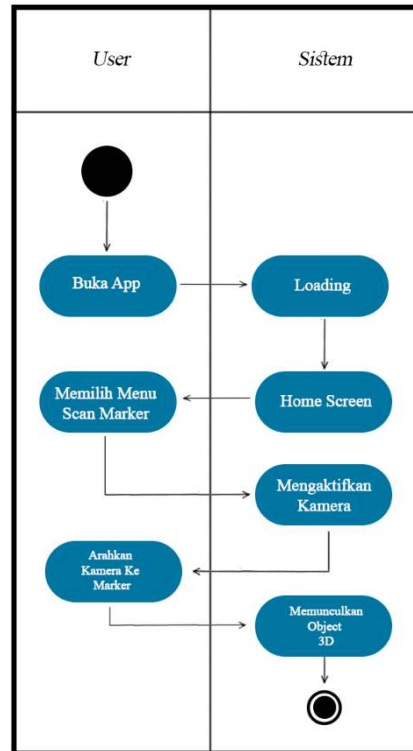 User
Sistem
Buka App
Loading
Memilih Menu
Scan Marker
Home Screen
Mengaktifkan
Kamera
Arahkan
Kamera Ke
Marker
Memunculkan
Object
3D